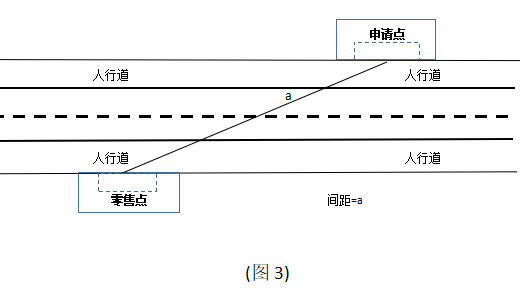 申请点
人行道 人行道
a
人行道 人行道
零售点 间距=a
(图 3)